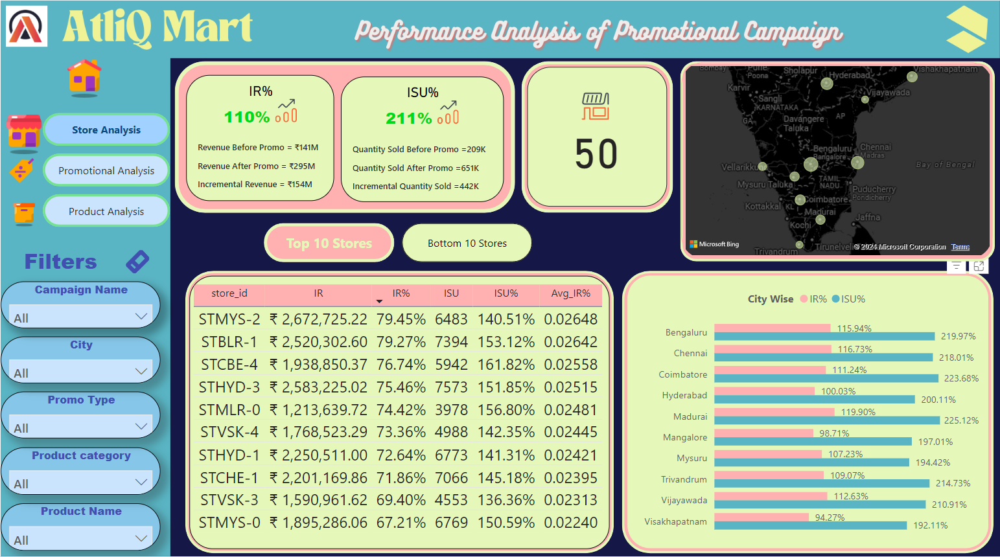 AtliQ Mart
Performance Analysis of Promotional Campaign
Store Analysis
Promotional Analysis
Product Analysis
Filters
Campaign Name
All
City
All
Promo Type
All
Product category
All
Product Name
All
IR%
110%
Revenue Before Promo = ₹141M
Revenue After Promo = ₹295M
Incremental Revenue = ₹154M
ISU%
211%
Quantity Sold Before Promo =209K
Quantity Sold After Promo =651K
Incremental Quantity Sold =442K
50
Bombay
Pune
Poona
Sholapur
Hyderabad
Vishakhapatnam
Karvir
Vijayawada
Sangli
KARNATAKA
GA
Davangere
Taluka
AP
Bengaluru
Bangalore
Chennai
Madras
Vellarikkund
Bay of Bengal
TAMIL
NADU
Mysuru Taluka
Puducherry
Pondicherry
Coimbatore
Kottakkal
KL
Madurai
Kochi
Jaffna
Trivandrum
Tirunelveli
Microsoft Bing
© 2024 Microsoft Corporation Terms
Top 10 Stores
Bottom 10 Stores
store_id IR IR% ISU ISU% Avg_IR%
STMYS-2 ₹ 2,672,725.22 79.45% 6483 140.51% 0.02648
STBLR-1 ₹ 2,520,302.60 79.27% 7394 153.12% 0.02642
STCBE-4 ₹ 1,938,850.37 76.74% 5942 161.82% 0.02558
STHYD-3 ₹ 2,583,225.02 75.46% 7573 151.85% 0.02515
STMLR-0 ₹ 1,213,639.72 74.42% 3978 156.80% 0.02481
STVSK-4 ₹ 1,768,523.29 73.36% 4988 142.35% 0.02445
STHYD-1 ₹ 2,250,511.00 72.64% 6773 141.31% 0.02421
STCHE-1 ₹ 2,201,169.86 71.86% 7066 145.18% 0.02395
STVSK-3 ₹ 1,590,961.62 69.40% 4553 136.36% 0.02313
STMYS-0 ₹ 1,895,286.06 67.21% 6769 150.59% 0.02240
City Wise IR% ISU%
Bengaluru 115.94% 219.97%
Chennai 116.73% 218.01%
Coimbatore 111.24% 223.68%
Hyderabad 100.03% 200.11%
Madurai 119.90% 225.12%
Mangalore 98.71% 197.01%
Mysuru 107.23% 194.42%
Trivandrum 109.07% 214.73%
Vijayawada 112.63% 210.91%
Visakhapatnam 94.27% 192.11%